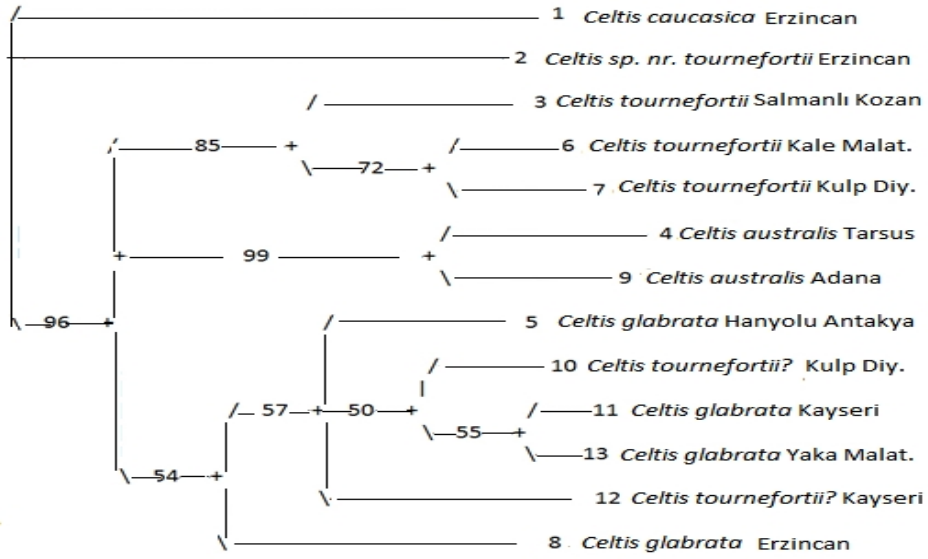 1 Celtis caucasica Erzincan
2 Celtis sp. nr. tournefortii Erzincan
3 Celtis tournefortii Salmanlı Kozan
85
6 Celtis tournefortii Kale Malat.
72
7 Celtis tournefortii Kulp Diy.
4 Celtis australis Tarsus
99
9 Celtis australis Adana
96
5 Celtis glabrata Hanyolu Antakya
10 Celtis tournefortii? Kulp Diy.
57 50
11 Celtis glabrata Kayseri
55
13 Celtis glabrata Yaka Malat.
54
12 Celtis tournefortii? Kayseri
8 Celtis glabrata Erzincan